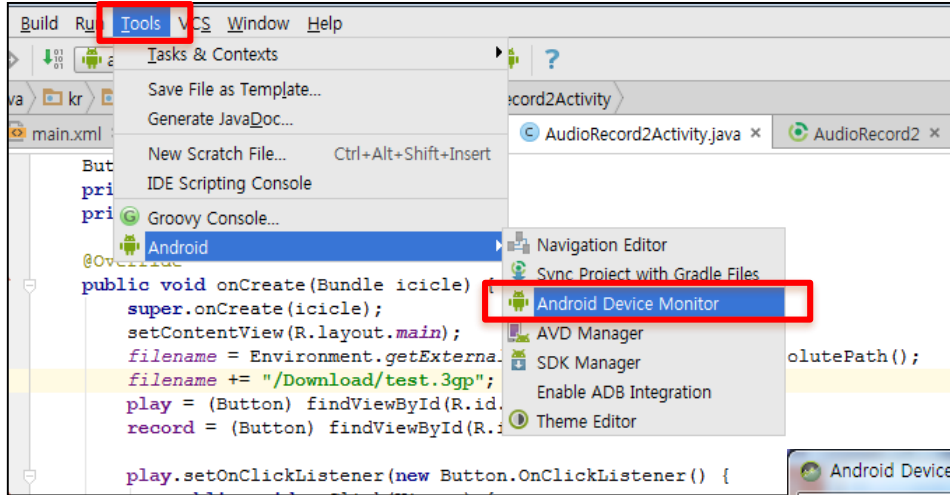 Build Run Tools VCS Window Help
Tasks & Contexts
Save File as Template...
Generate JavaDoc...
New Scratch File... Ctrl+Alt+Shift+Insert
IDE Scripting Console
Groovy Console...
Android
Navigation Editor
Sync Project with Gradle Files
Android Device Monitor
AVD Manager
SDK Manager
Enable ADB Integration
Theme Editor
va kr ecord2Activity
main.xml AudioRecord2Activity.java AudioRecord2
But
pri
pri
@Override
public void onCreate(Bundle icicle) {
super.onCreate(icicle);
setContentView(R.layout.main);
filename = Environment.getExternal olutePath();
filename += "/Download/test.3gp";
play = (Button) findViewById(R.id.
record = (Button) findViewById(R.i
play.setOnClickListener(new Button.OnClickListener() {
Android Device